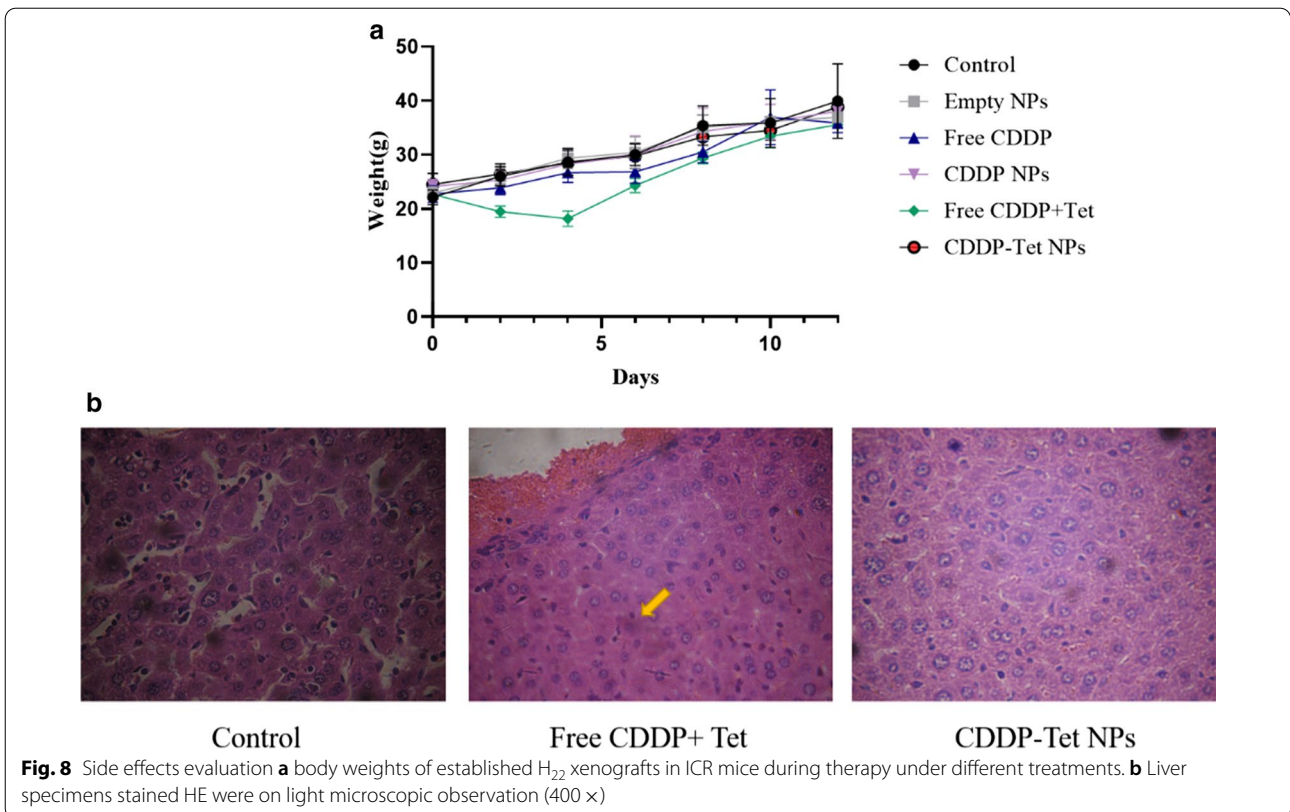 a
50
40
30
20
10
0
Weight(g)
0
5
10
Days
Control
Empty NPs
Free CDDP
CDDP NPs
Free CDDP+Tet
CDDP-Tet NPs
b
Control
Free CDDP+ Tet
CDDP-Tet NPs
Fig. 8 Side effects evaluation a body weights of established H₂₂ xenografts in ICR mice during therapy under different treatments. b Liver
specimens stained HE were on light microscopic observation (400 ×)